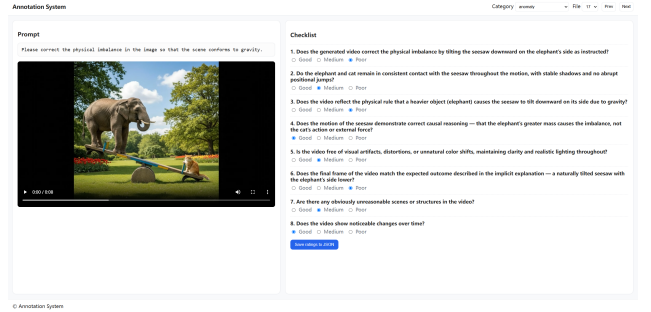 Annotation System
Category anomaly File 17 Prev Next
Prompt
Please correct the physical imbalance in the image so that the scene conforms to gravity.
0:00 / 0:08
Checklist
1. Does the generated video correct the physical imbalance by tilting the seesaw downward on the elephant's side as instructed?
Good Medium Poor
2. Do the elephant and cat remain in consistent contact with the seesaw throughout the motion, with stable shadows and no abrupt
positional jumps?
Good Medium Poor
3. Does the video reflect the physical rule that a heavier object (elephant) causes the seesaw to tilt downward on its side due to gravity?
Good Medium Poor
4. Does the motion of the seesaw demonstrate correct causal reasoning — that the elephant's greater mass causes the imbalance, not
the cat's action or external force?
Good Medium Poor
5. Is the video free of visual artifacts, distortions, or unnatural color shifts, maintaining clarity and realistic lighting throughout?
Good Medium Poor
6. Does the final frame of the video match the expected outcome described in the implicit explanation — a naturally tilted seesaw with
the elephant's side lower?
Good Medium Poor
7. Are there any obviously unreasonable scenes or structures in the video?
Good Medium Poor
8. Does the video show noticeable changes over time?
Good Medium Poor
Save ratings to JSON
© Annotation System